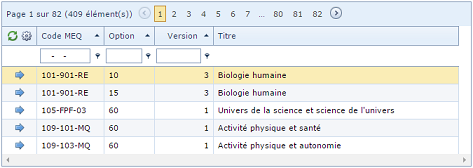 Page 1 sur 82 (409 élément(s)) 1 2 3 4 5 6 7 ... 80 81 82
Code MEQ Option Version Titre
- -
101-901-RE 10 3 Biologie humaine
101-901-RE 15 3 Biologie humaine
105-FPF-03 60 1 Univers de la science et science de l'univers
109-101-MQ 60 1 Activité physique et santé
109-103-MQ 60 1 Activité physique et autonomie